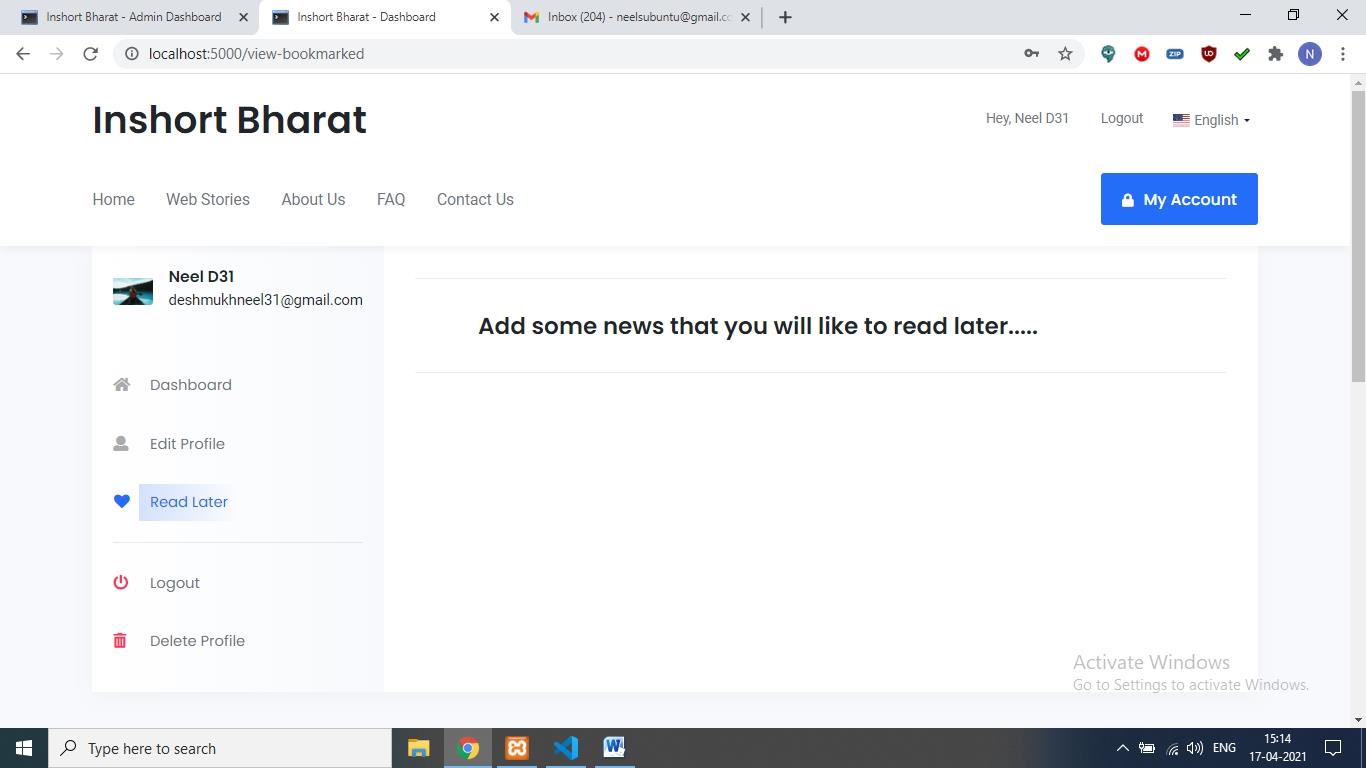 Inshort Bharat - Admin Dashboard
Inshort Bharat - Dashboard
Inbox (204) - neelsubuntu@gmail.cc
localhost:5000/view-bookmarked
ZIP
N
Inshort Bharat
Hey, Neel D31
Logout
English
Home
Web Stories
About Us
FAQ
Contact Us
My Account
Neel D31
deshmukhneel31@gmail.com
Add some news that you will like to read later.....
Dashboard
Edit Profile
Read Later
Logout
Delete Profile
Activate Windows
Go to Settings to activate Windows.
Type here to search
ENG
15:14
17-04-2021